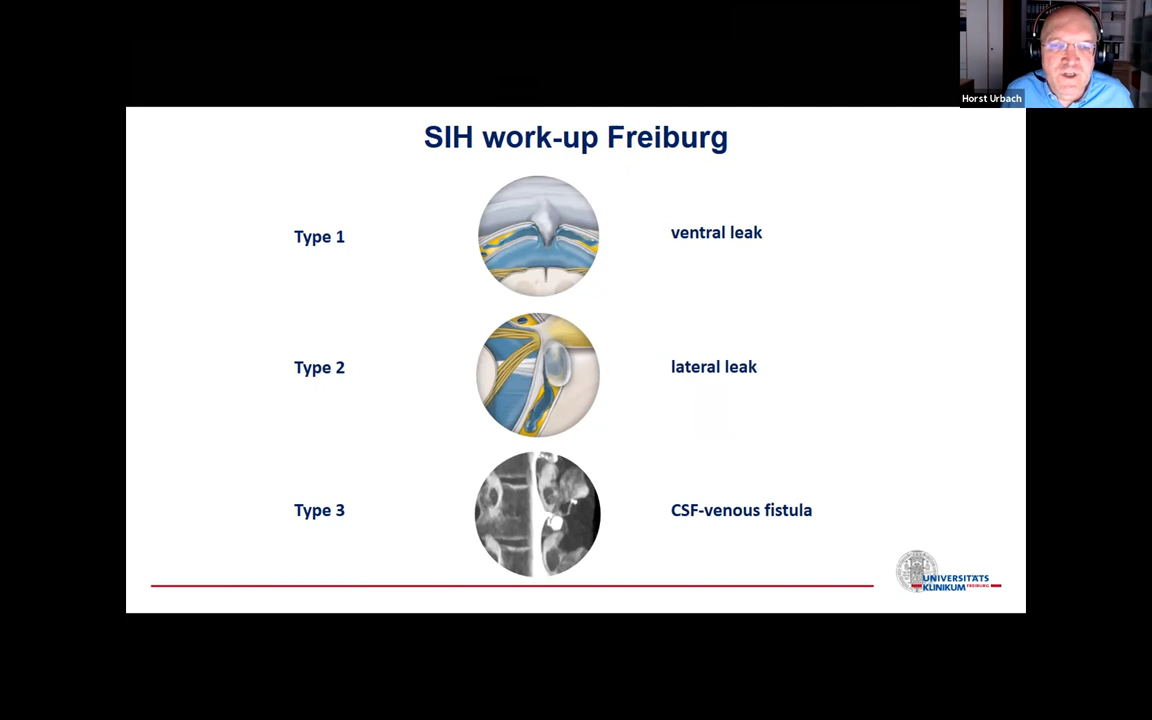 Horst Urbach
SIH work-up Freiburg
Type 1
ventral leak
Type 2
lateral leak
Type 3
CSF-venous fistula
UNIVERSITÄTS
KLINIKUM FREIBURG